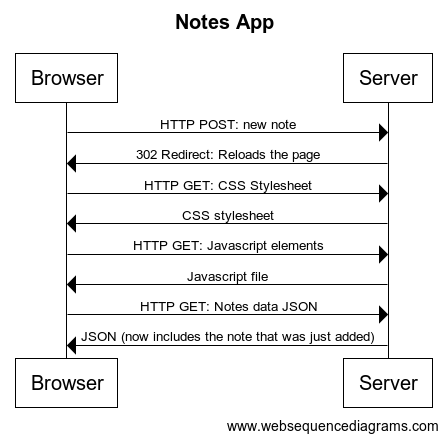 Notes App
Browser Server
HTTP POST: new note
302 Redirect: Reloads the page
HTTP GET: CSS Stylesheet
CSS stylesheet
HTTP GET: Javascript elements
Javascript file
HTTP GET: Notes data JSON
JSON (now includes the note that was just added)
Browser Server
www.websequencediagrams.com